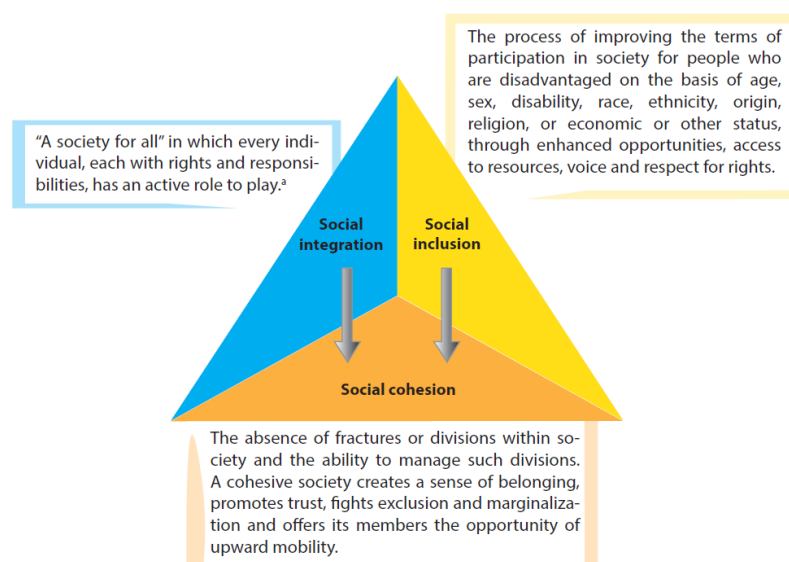 The process of improving the terms of
participation in society for people who
are disadvantaged on the basis of age,
sex, disability, race, ethnicity, origin,
religion, or economic or other status,
through enhanced opportunities, access
to resources, voice and respect for rights.
“A society for all” in which every indi-
vidual, each with rights and responsi-
bilities, has an active role to play.ª
Social
integration
Social
inclusion
Social cohesion
The absence of fractures or divisions within so-
ciety and the ability to manage such divisions.
A cohesive society creates a sense of belonging,
promotes trust, fights exclusion and marginaliza-
tion and offers its members the opportunity of
upward mobility.